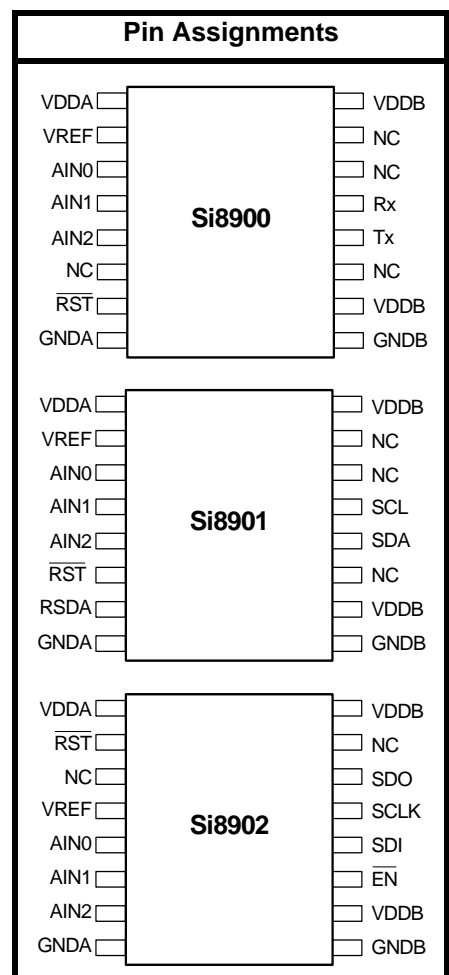 Pin Assignments
VDDA VDDB
VREF NC
AIN0 NC
AIN1 Rx
Si8900
AIN2 Tx
NC NC
RST VDDB
GNDA GNDB
VDDA VDDB
VREF NC
AIN0 NC
AIN1 SCL
Si8901
AIN2 SDA
RST NC
RSDA VDDB
GNDA GNDB
VDDA VDDB
RST NC
NC SDO
VREF SCLK
Si8902
AIN0 SDI
AIN1 EN
AIN2 VDDB
GNDA GNDB